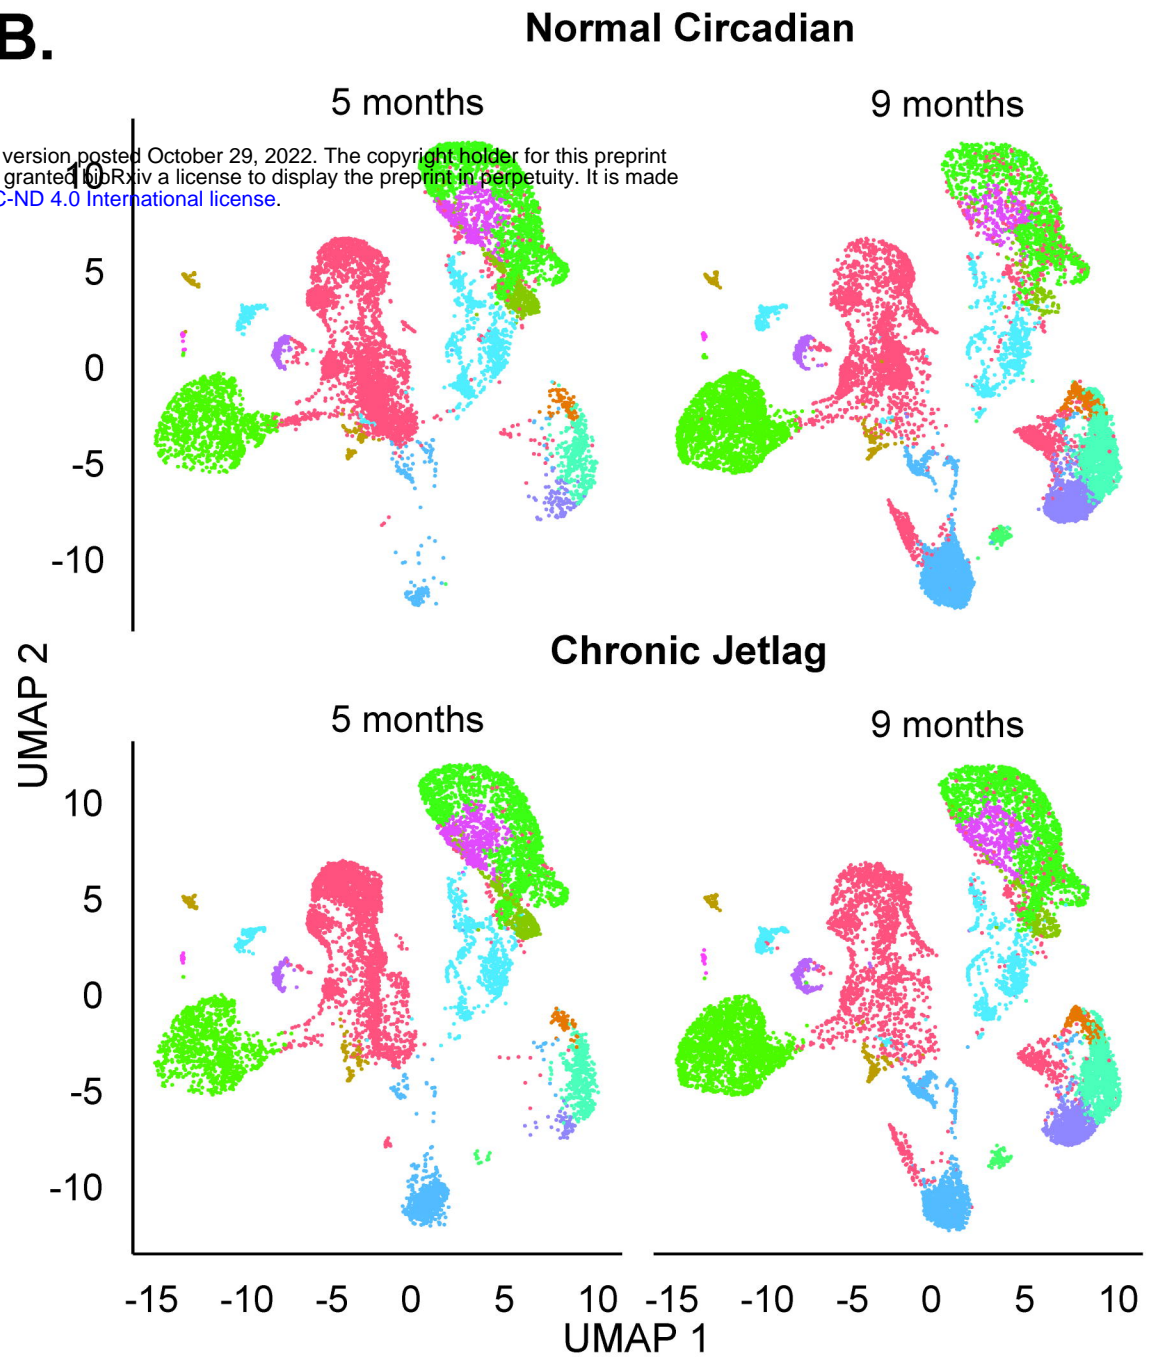 B.
Normal Circadian
5 months
9 months
version posted October 29, 2022. The copyright holder for this preprint
granted bioRxiv a license to display the preprint in perpetuity. It is made
C-ND 4.0 International license.
10
5
0
-5
-10
Chronic Jetlag
5 months
9 months
UMAP 2
10
5
0
-5
-10
-15 -10 -5 0 5 10 -15 -10 -5 0 5 10
UMAP 1